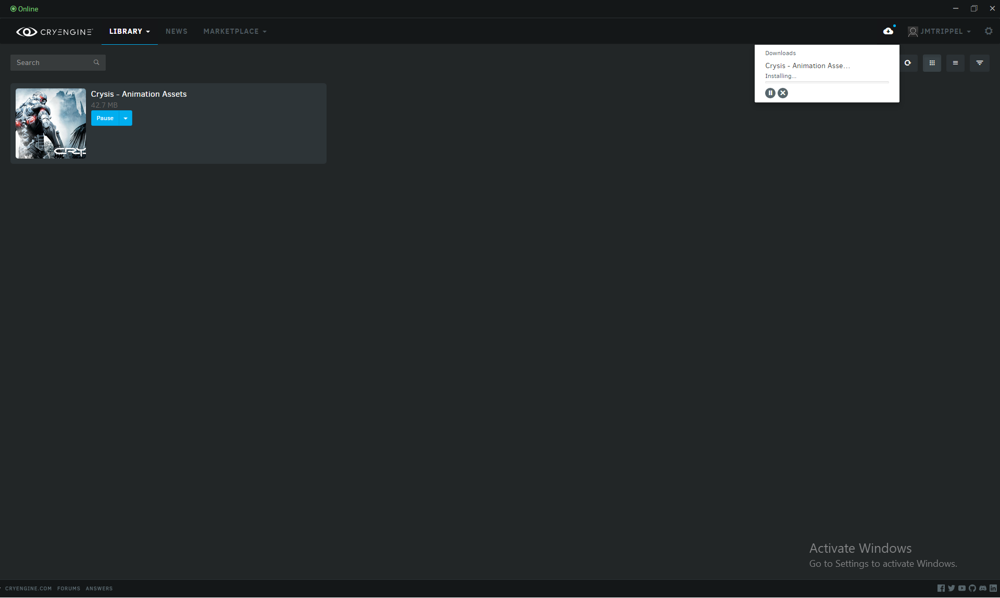 Online
CRYENGINE
LIBRARY
NEWS
MARKETPLACE
JMTRIPPEL
Search
Downloads
Crysis - Animation Asse...
Installing...
Crysis - Animation Assets
42.7 MB
Pause
CRY
Activate Windows
Go to Settings to activate Windows.
CRYENGINE.COM
FORUMS
ANSWERS